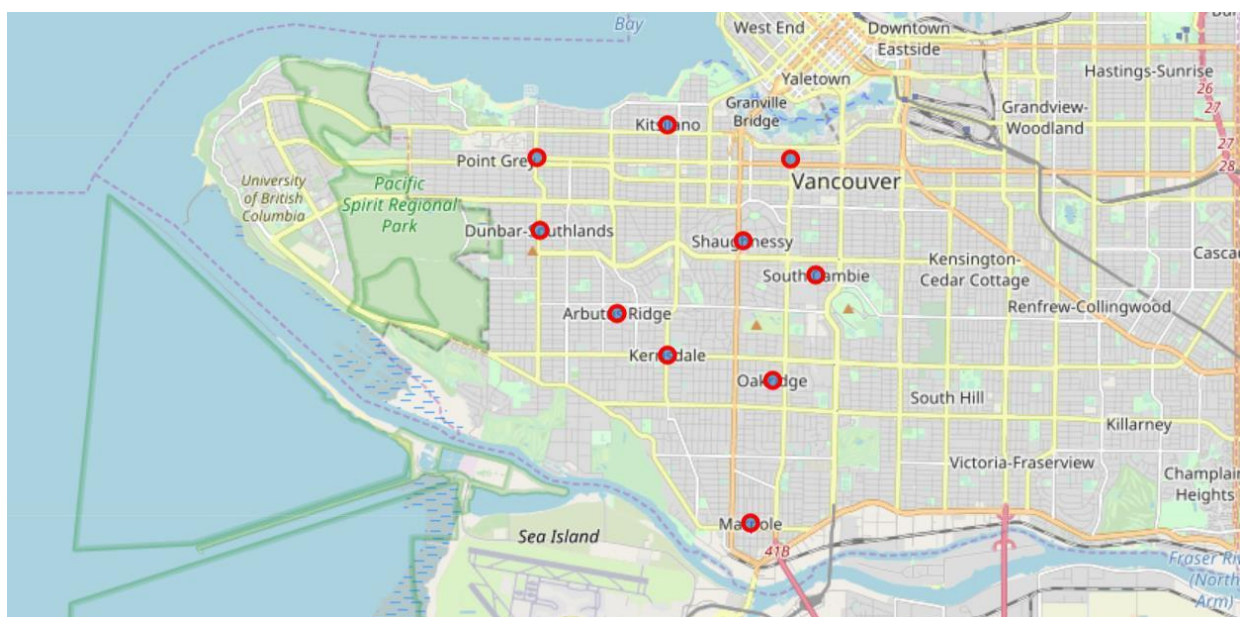 Bay
West End
Downtown
Eastside
Yaletown
Hastings-Sunrise
26
27
27
28
Granville
Bridge
Grandview-
Woodland
Kitsilano
Point Grey
Vancouver
University
of British
Columbia
Pacific
Spirit Regional
Park
Dunbar-Southlands
Shaughnessy
South Cambie
Kensington-
Cedar Cottage
Casca
Arbutus Ridge
Renfrew-Collingwood
Kerrisdale
Oakridge
South Hill
Killarney
Victoria-Fraserview
Champlain
Heights
Marpole
Sea Island
41B
Fraser Riv
(North
Arm)